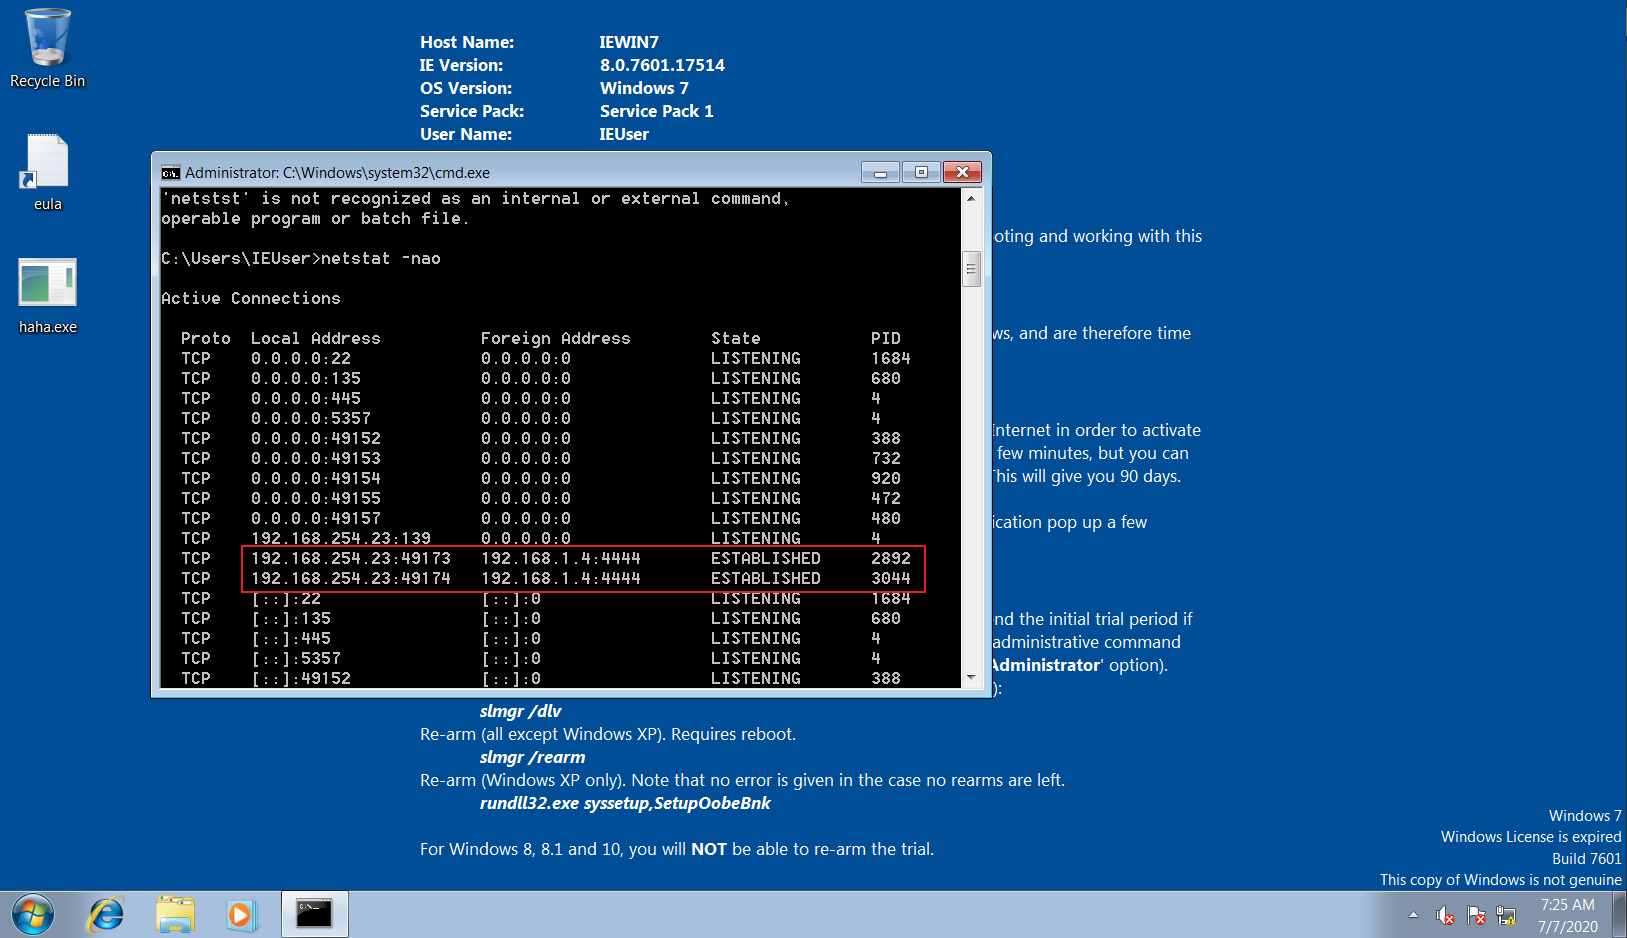 Recycle Bin
eula
haha.exe
Host Name: IEWIN7
IE Version: 8.0.7601.17514
OS Version: Windows 7
Service Pack: Service Pack 1
User Name: IEUser
Administrator: C:\Windows\system32\cmd.exe
'netstst' is not recognized as an internal or external command,
operable program or batch file.
C:\Users\IEUser>netstat -nao
Active Connections
Proto Local Address Foreign Address State PID
TCP 0.0.0.0:22 0.0.0.0:0 LISTENING 1684
TCP 0.0.0.0:135 0.0.0.0:0 LISTENING 680
TCP 0.0.0.0:445 0.0.0.0:0 LISTENING 4
TCP 0.0.0.0:5357 0.0.0.0:0 LISTENING 4
TCP 0.0.0.0:49152 0.0.0.0:0 LISTENING 388
TCP 0.0.0.0:49153 0.0.0.0:0 LISTENING 732
TCP 0.0.0.0:49154 0.0.0.0:0 LISTENING 920
TCP 0.0.0.0:49155 0.0.0.0:0 LISTENING 472
TCP 0.0.0.0:49157 0.0.0.0:0 LISTENING 480
TCP 192.168.254.23:139 0.0.0.0:0 LISTENING 4
TCP 192.168.254.23:49173 192.168.1.4:4444 ESTABLISHED 2892
TCP 192.168.254.23:49174 192.168.1.4:4444 ESTABLISHED 3044
TCP [::]:22 [::]:0 LISTENING 1684
TCP [::]:135 [::]:0 LISTENING 680
TCP [::]:445 [::]:0 LISTENING 4
TCP [::]:5357 [::]:0 LISTENING 4
TCP [::]:49152 [::]:0 LISTENING 388
oting and working with this
ws, and are therefore time
Internet in order to activate
few minutes, but you can
This will give you 90 days.
ication pop up a few
end the initial trial period if
administrative command
Administrator' option).
):
slmgr /dlv
Re-arm (all except Windows XP). Requires reboot.
slmgr /rearm
Re-arm (Windows XP only). Note that no error is given in the case no rearms are left.
rundll32.exe syssetup,SetupOobeBnk
For Windows 8, 8.1 and 10, you will NOT be able to re-arm the trial.
Windows 7
Windows License is expired
Build 7601
This copy of Windows is not genuine
7:25 AM
7/7/2020